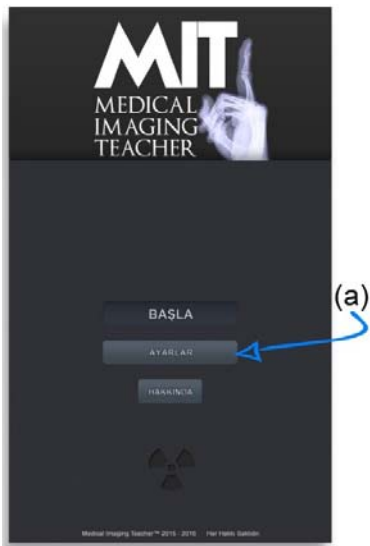 MIT
MEDICAL
IMAGING
TEACHER
BAŞLA
(a)
AYARLAR
HAKKINDA
Medical Imaging Teacher™ 2015 - 2016 Her Hakkı Saklıdır.